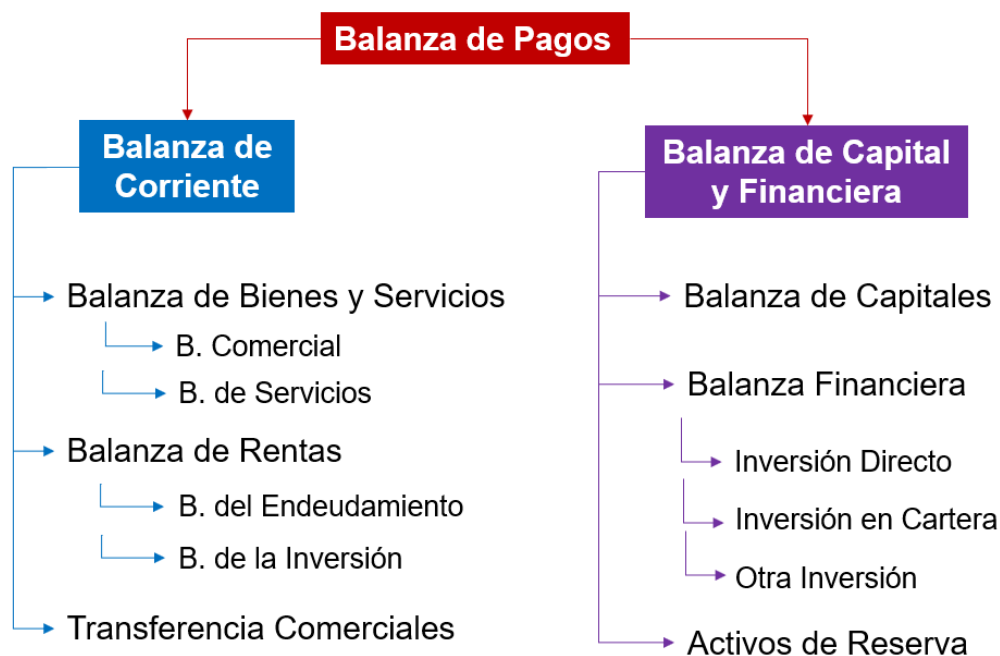 Balanza de Pagos
Balanza de
Corriente
Balanza de Bienes y Servicios
B. Comercial
B. de Servicios
Balanza de Rentas
B. del Endeudamiento
B. de la Inversión
Transferencia Comerciales
Balanza de Capital
y Financiera
Balanza de Capitales
Balanza Financiera
Inversión Directo
Inversión en Cartera
Otra Inversión
Activos de Reserva